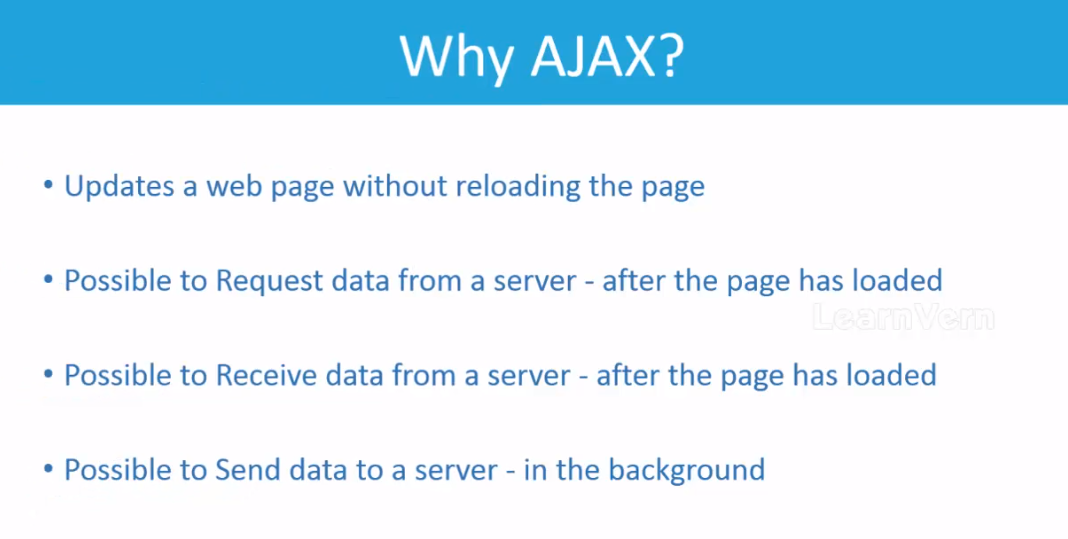 Why AJAX?
• Updates a web page without reloading the page
• Possible to Request data from a server - after the page has loaded
LearnVern
• Possible to Receive data from a server - after the page has loaded
• Possible to Send data to a server - in the background